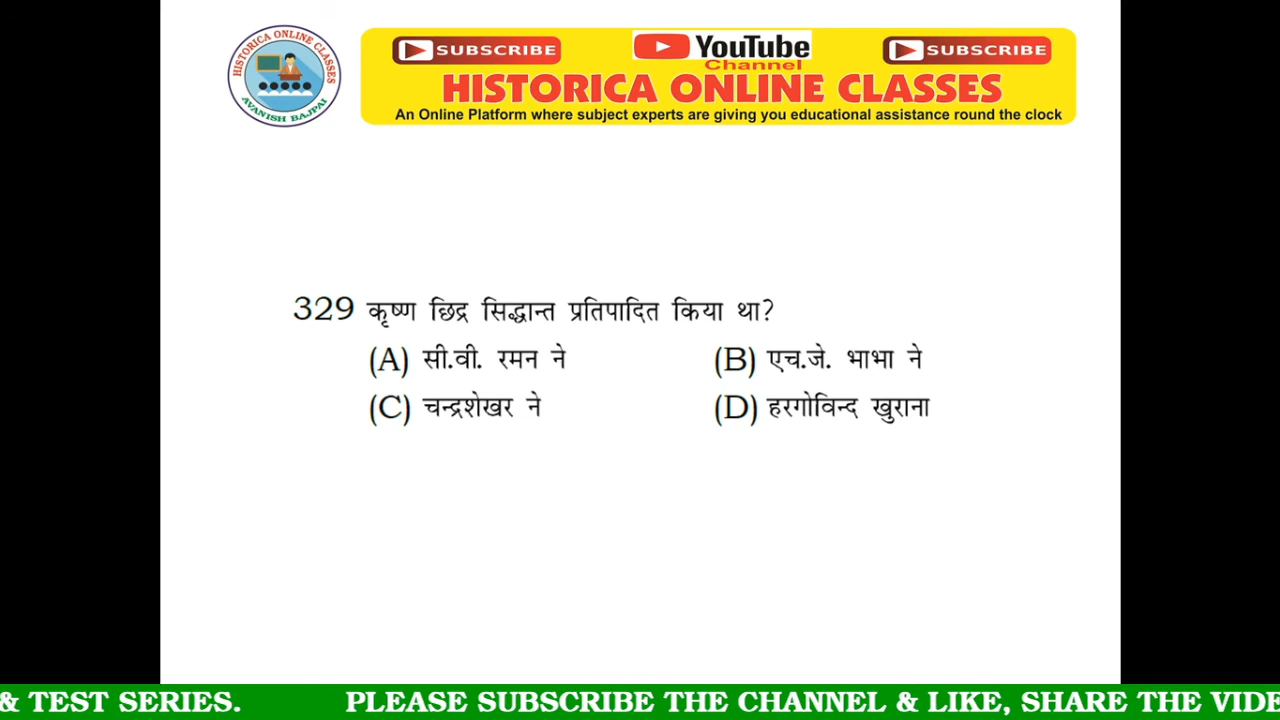 HISTORICA ONLINE CLASSES
AVANISH BAJPAI
SUBSCRIBE
YouTube
SUBSCRIBE
Channel
HISTORICA ONLINE CLASSES
An Online Platform where subject experts are giving you educational assistance round the clock
329 कृष्ण छिद्र सिद्धान्त प्रतिपादित किया था?
(A) सी.वी. रमन ने (B) एच.जे. भाभा ने
(C) चन्द्रशेखर ने (D) हरगोविन्द खुराना
& TEST SERIES. PLEASE SUBSCRIBE THE CHANNEL & LIKE, SHARE THE VIDE